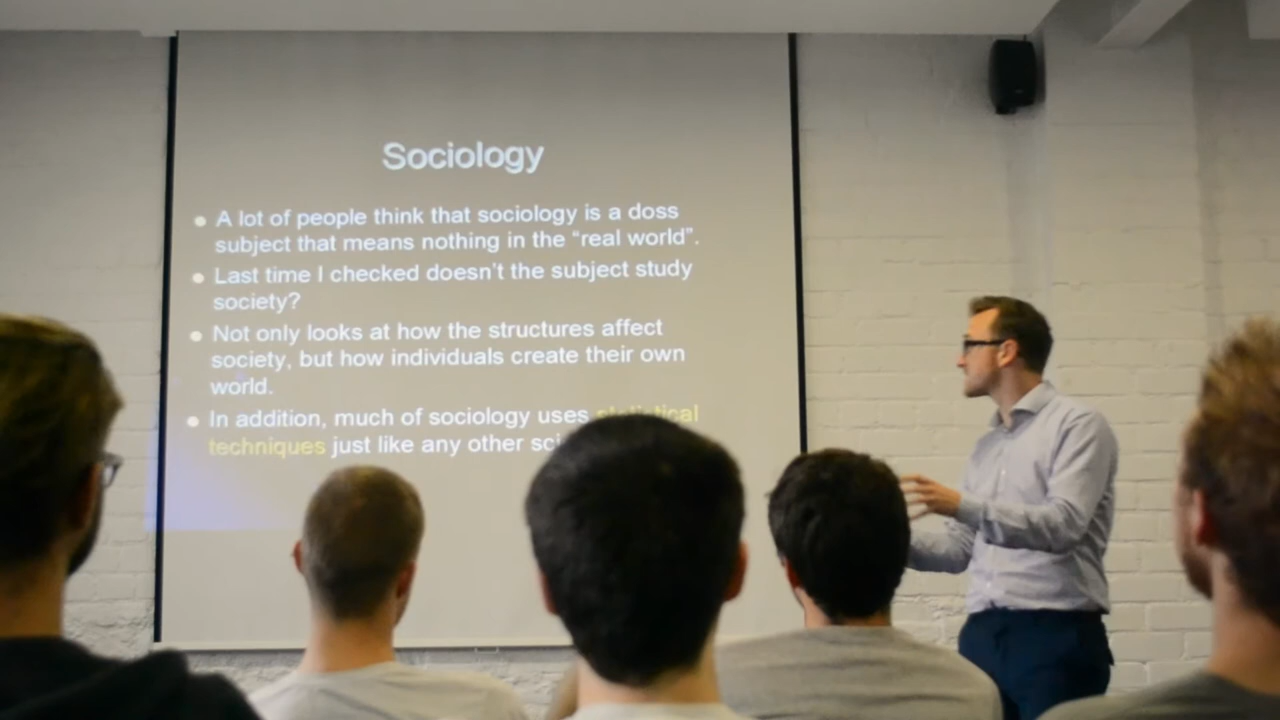 Sociology
• A lot of people think that sociology is a doss
subject that means nothing in the “real world”.
• Last time I checked doesn't the subject study
society?
• Not only looks at how the structures affect
society, but how individuals create their own
world.
• In addition, much of sociology uses statistical
techniques just like any other